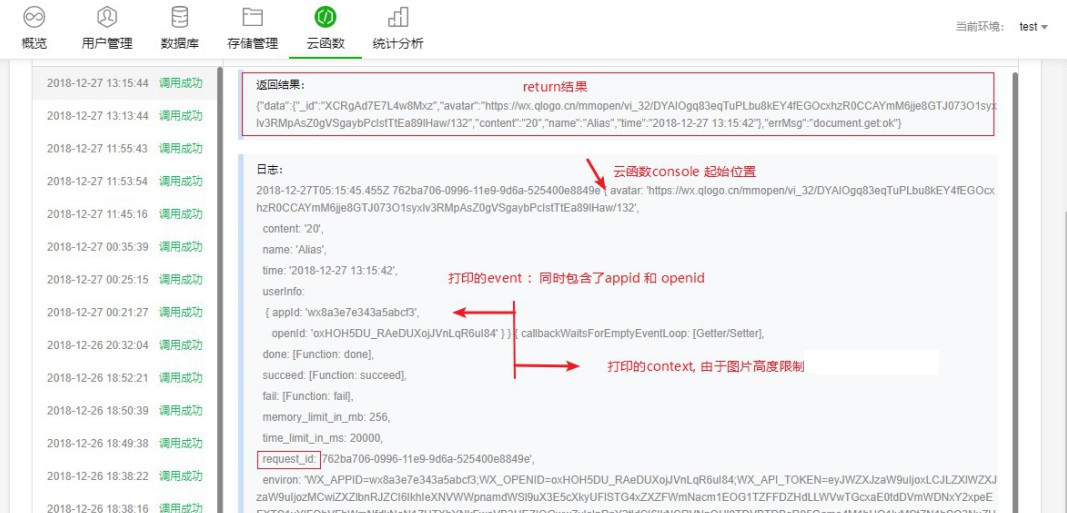 概览 用户管理 数据库 存储管理 云函数 统计分析 当前环境: test
2018-12-27 13:15:44 调用成功
2018-12-27 13:13:44 调用成功
2018-12-27 11:55:43 调用成功
2018-12-27 11:53:54 调用成功
2018-12-27 11:45:16 调用成功
2018-12-27 00:35:39 调用成功
2018-12-27 00:25:15 调用成功
2018-12-27 00:21:27 调用成功
2018-12-26 20:32:04 调用成功
2018-12-26 18:52:21 调用成功
2018-12-26 18:50:39 调用成功
2018-12-26 18:49:38 调用成功
2018-12-26 18:38:22 调用成功
2018-12-26 18:38:16 调用成功
返回结果:
return结果
{"data":{"_id":"XCRgAd7E7L4w8Mxz","avatar":"https://wx.qlogo.cn/mmopen/vi_32/DYAIOgq83eqTuPLbu8kEY4fEGOcxhzR0CCAYmM6jje8GTJ073O1syx
lv3RMpAsZ0gVSgaybPclstTtEa89lHaw/132","content":"20","name":"Alias","time":"2018-12-27 13:15:42"},"errMsg":"document.get:ok"}
日志:
云函数console 起始位置
2018-12-27T05:15:45.455Z 762ba706-0996-11e9-9d6a-525400e8849e { avatar: 'https://wx.qlogo.cn/mmopen/vi_32/DYAIOgq83eqTuPLbu8kEY4fEGOcx
hzR0CCAYmM6jje8GTJ073O1syxlv3RMpAsZ0gVSgaybPclstTtEa89lHaw/132',
content: '20',
name: 'Alias',
time: '2018-12-27 13:15:42',
打印的event : 同时包含了appid 和 openid
userInfo:
{ appId: 'wx8a3e7e343a5abcf3',
openId: 'oxHOH5DU_RAeDUXojJVnLqR6uI84' } } { callbackWaitsForEmptyEventLoop: [Getter/Setter],
done: [Function: done],
打印的context, 由于图片高度限制
succeed: [Function: succeed],
fail: [Function: fail],
memory_limit_in_mb: 256,
time_limit_in_ms: 20000,
request_id: '762ba706-0996-11e9-9d6a-525400e8849e',
environ: 'WX_APPID=wx8a3e7e343a5abcf3;WX_OPENID=oxHOH5DU_RAeDUXojJVnLqR6uI84;WX_API_TOKEN=